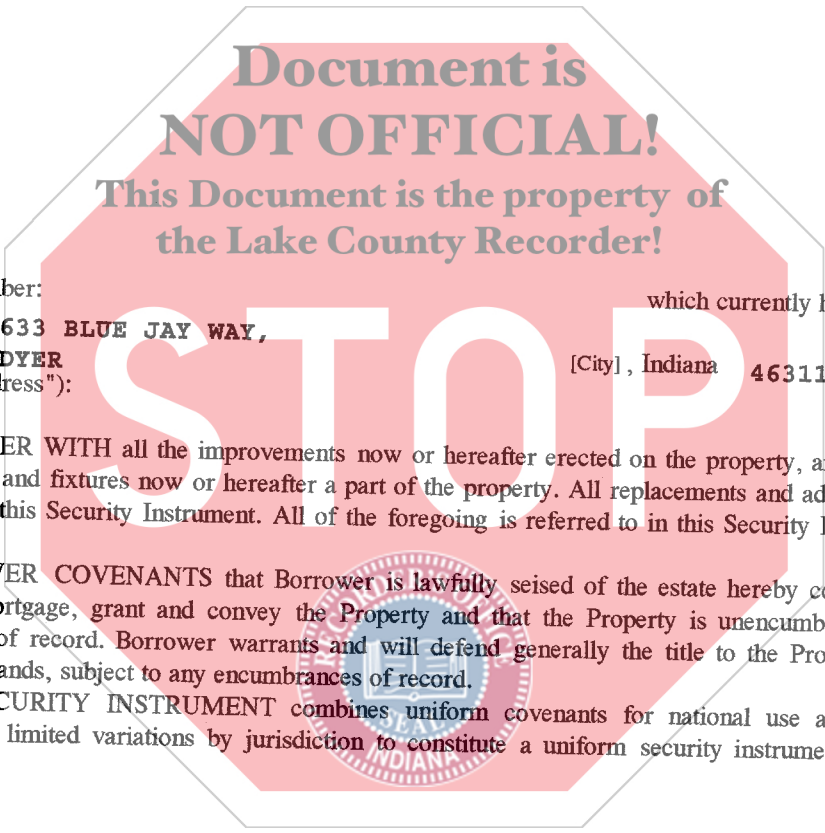 Document is
NOT OFFICIAL!
This Document is the property of
the Lake County Recorder!
ber:
which currently h
633 BLUE JAY WAY,
DYER
[City] , Indiana 46311
ress"):
STOP
ER WITH all the improvements now or hereafter erected on the property, a
and fixtures now or hereafter a part of the property. All replacements and ad
this Security Instrument. All of the foregoing is referred to in this Security I
ER COVENANTS that Borrower is lawfully seised of the estate hereby co
ortgage, grant and convey the Property and that the Property is unencumb
of record. Borrower warrants and will defend generally the title to the Pro
ands, subject to any encumbrances of record.
CURITY INSTRUMENT combines uniform covenants for national use a
limited variations by jurisdiction to constitute a uniform security instrume
SEAL
INDIANA